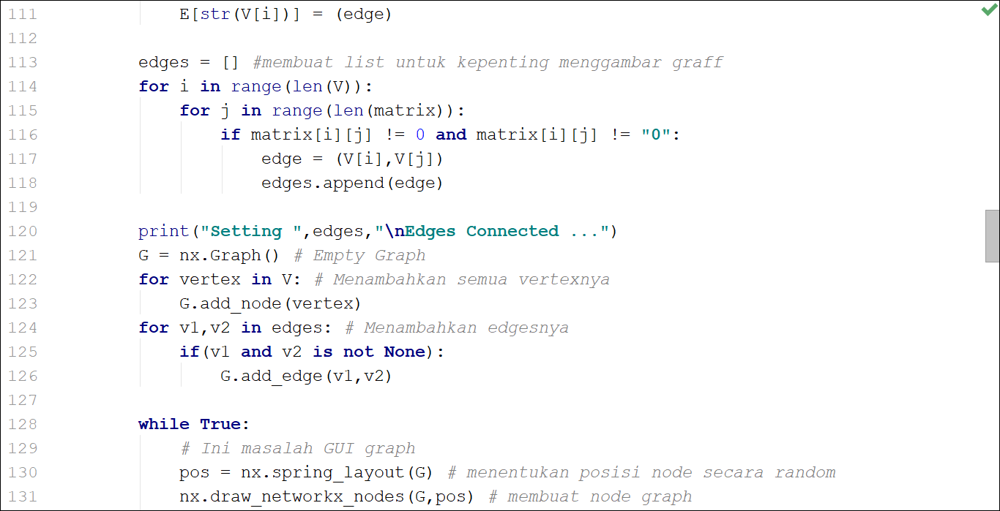 111 E[str(V[i])] = (edge)
112
113 edges = [] #membuat list untuk kepenting menggambar graff
114 for i in range(len(V)):
115 for j in range(len(matrix)):
116 if matrix[i][j] != 0 and matrix[i][j] != "0":
117 edge = (V[i],V[j])
118 edges.append(edge)
119
120 print("Setting ",edges,"\nEdges Connected ...")
121 G = nx.Graph() # Empty Graph
122 for vertex in V: # Menambahkan semua vertexnya
123 G.add_node(vertex)
124 for v1,v2 in edges: # Menambahkan edgesnya
125 if(v1 and v2 is not None):
126 G.add_edge(v1,v2)
127
128 while True:
129 # Ini masalah GUI graph
130 pos = nx.spring_layout(G) # menentukan posisi node secara random
131 nx.draw_networkx_nodes(G,pos) # membuat node graph